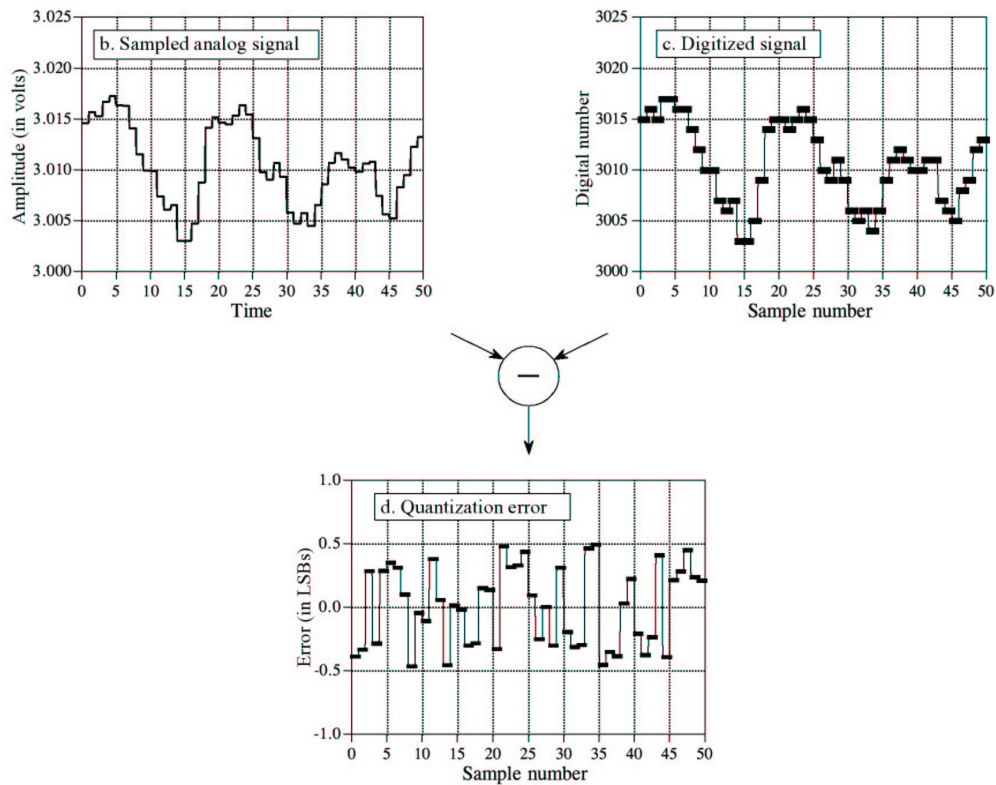 b. Sampled analog signal
3.025
3.020
3.015
3.010
3.005
3.000
Amplitude (in volts)
0 5 10 15 20 25 30 35 40 45 50
Time
c. Digitized signal
3025
3020
3015
3010
3005
3000
Digital number
0 5 10 15 20 25 30 35 40 45 50
Sample number
−
d. Quantization error
1.0
0.5
0.0
-0.5
-1.0
Error (in LSBs)
0 5 10 15 20 25 30 35 40 45 50
Sample number